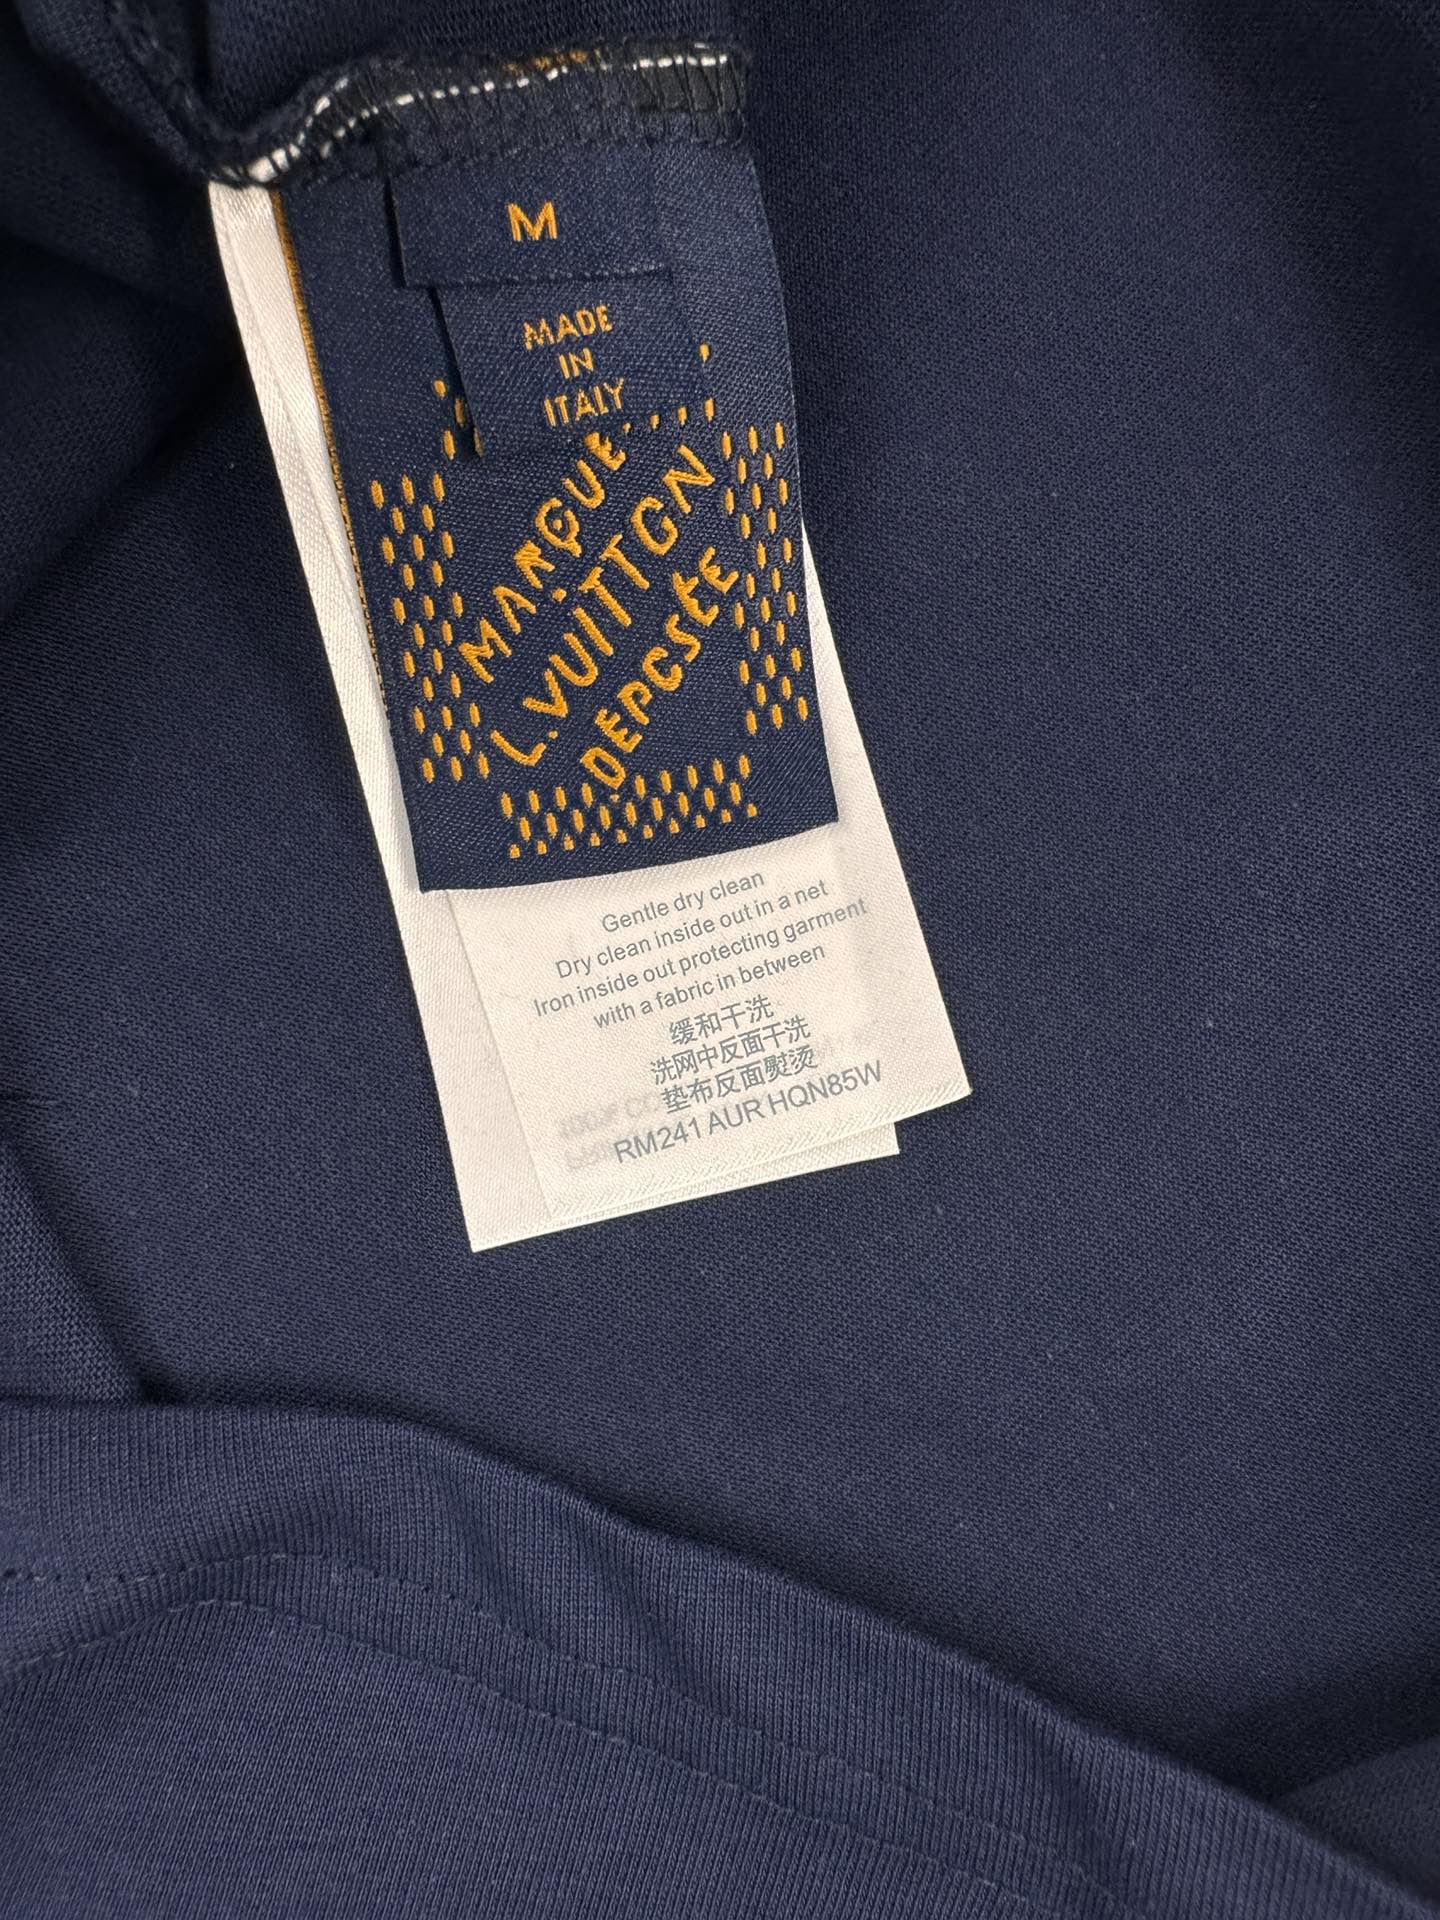 M
MADE
IN
ITALY
MARQUE
L.VUITTON
DEPOSEE
Gentle dry clean
Dry clean inside out in a net
Iron inside out protecting garment
with a fabric in between
缓和干洗
洗网中反面干洗
垫布反面熨烫
RM241 AUR HQN85W